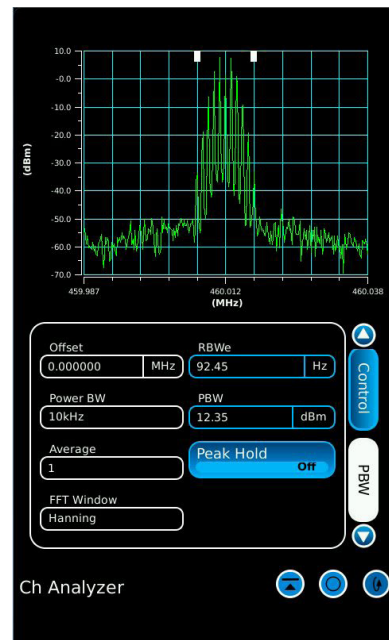 10.0
-0.0
-10.0
-20.0
-30.0
-40.0
-50.0
-60.0
-70.0
(dBm)
459.987 460.012 460.038
(MHz)
Offset RBWe
0.000000 MHz 92.45 Hz
Power BW PBW
10kHz 12.35 dBm
Average
1
Peak Hold
Off
FFT Window
Hanning
Control
PBW
Ch Analyzer